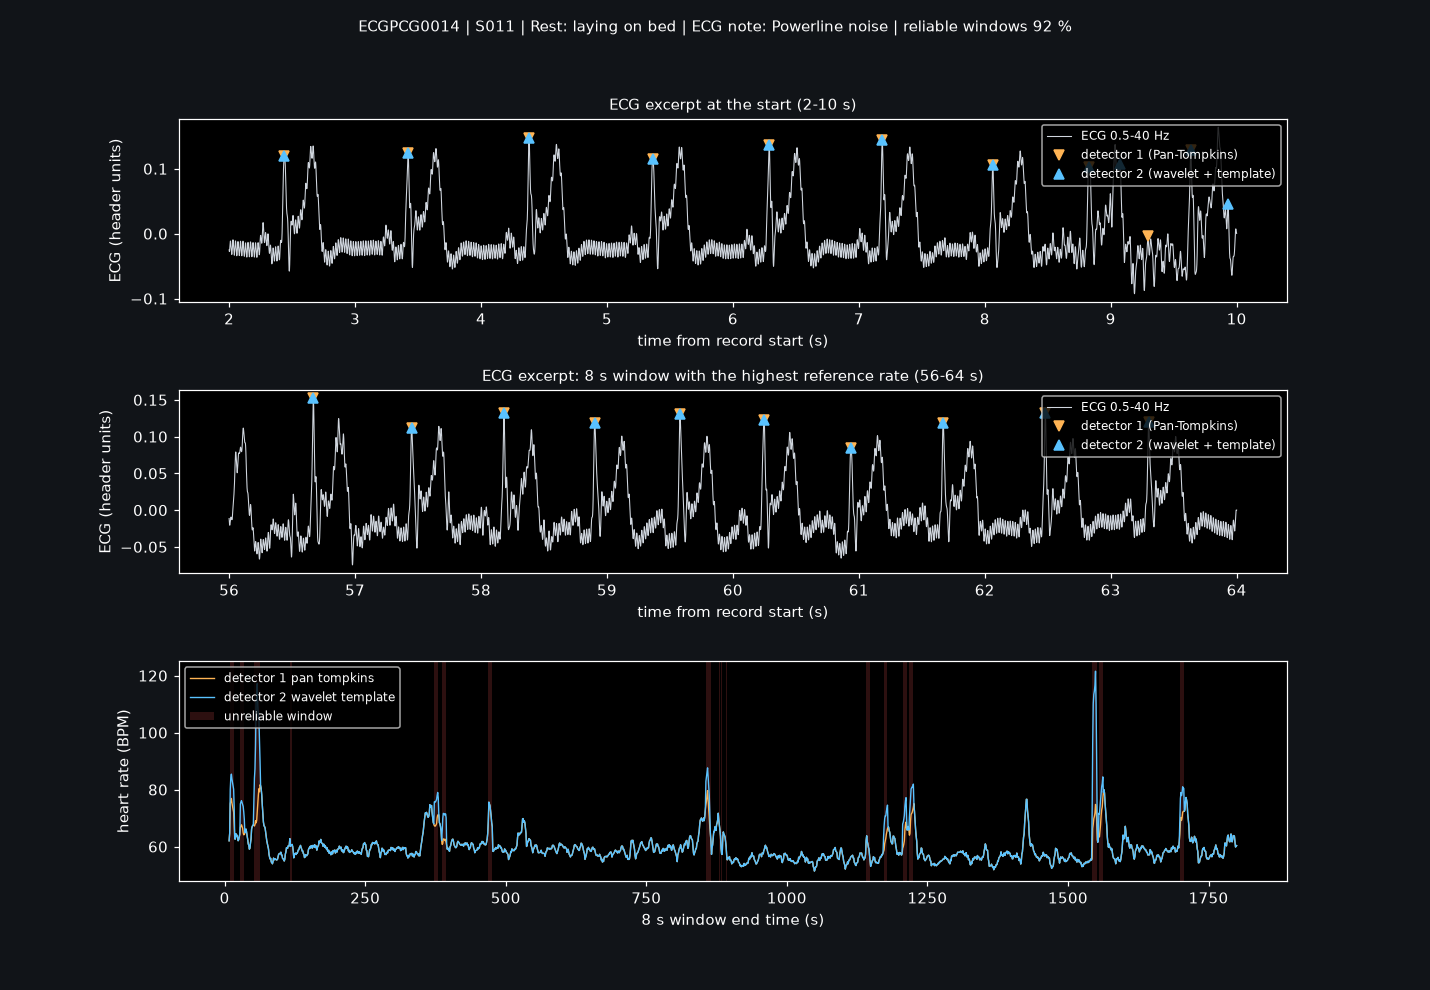 ECGPCG0014 | S011 | Rest: laying on bed | ECG note: Powerline noise | reliable windows 92 %
ECG excerpt at the start (2-10 s)
ECG (header units)
0.1
0.0
−0.1
ECG 0.5-40 Hz
detector 1 (Pan-Tompkins)
detector 2 (wavelet + template)
2 3 4 5 6 7 8 9 10
time from record start (s)
ECG excerpt: 8 s window with the highest reference rate (56-64 s)
ECG (header units)
0.15
0.10
0.05
0.00
−0.05
ECG 0.5-40 Hz
detector 1 (Pan-Tompkins)
detector 2 (wavelet + template)
56 57 58 59 60 61 62 63 64
time from record start (s)
heart rate (BPM)
120
100
80
60
detector 1 pan tompkins
detector 2 wavelet template
unreliable window
0 250 500 750 1000 1250 1500 1750
8 s window end time (s)